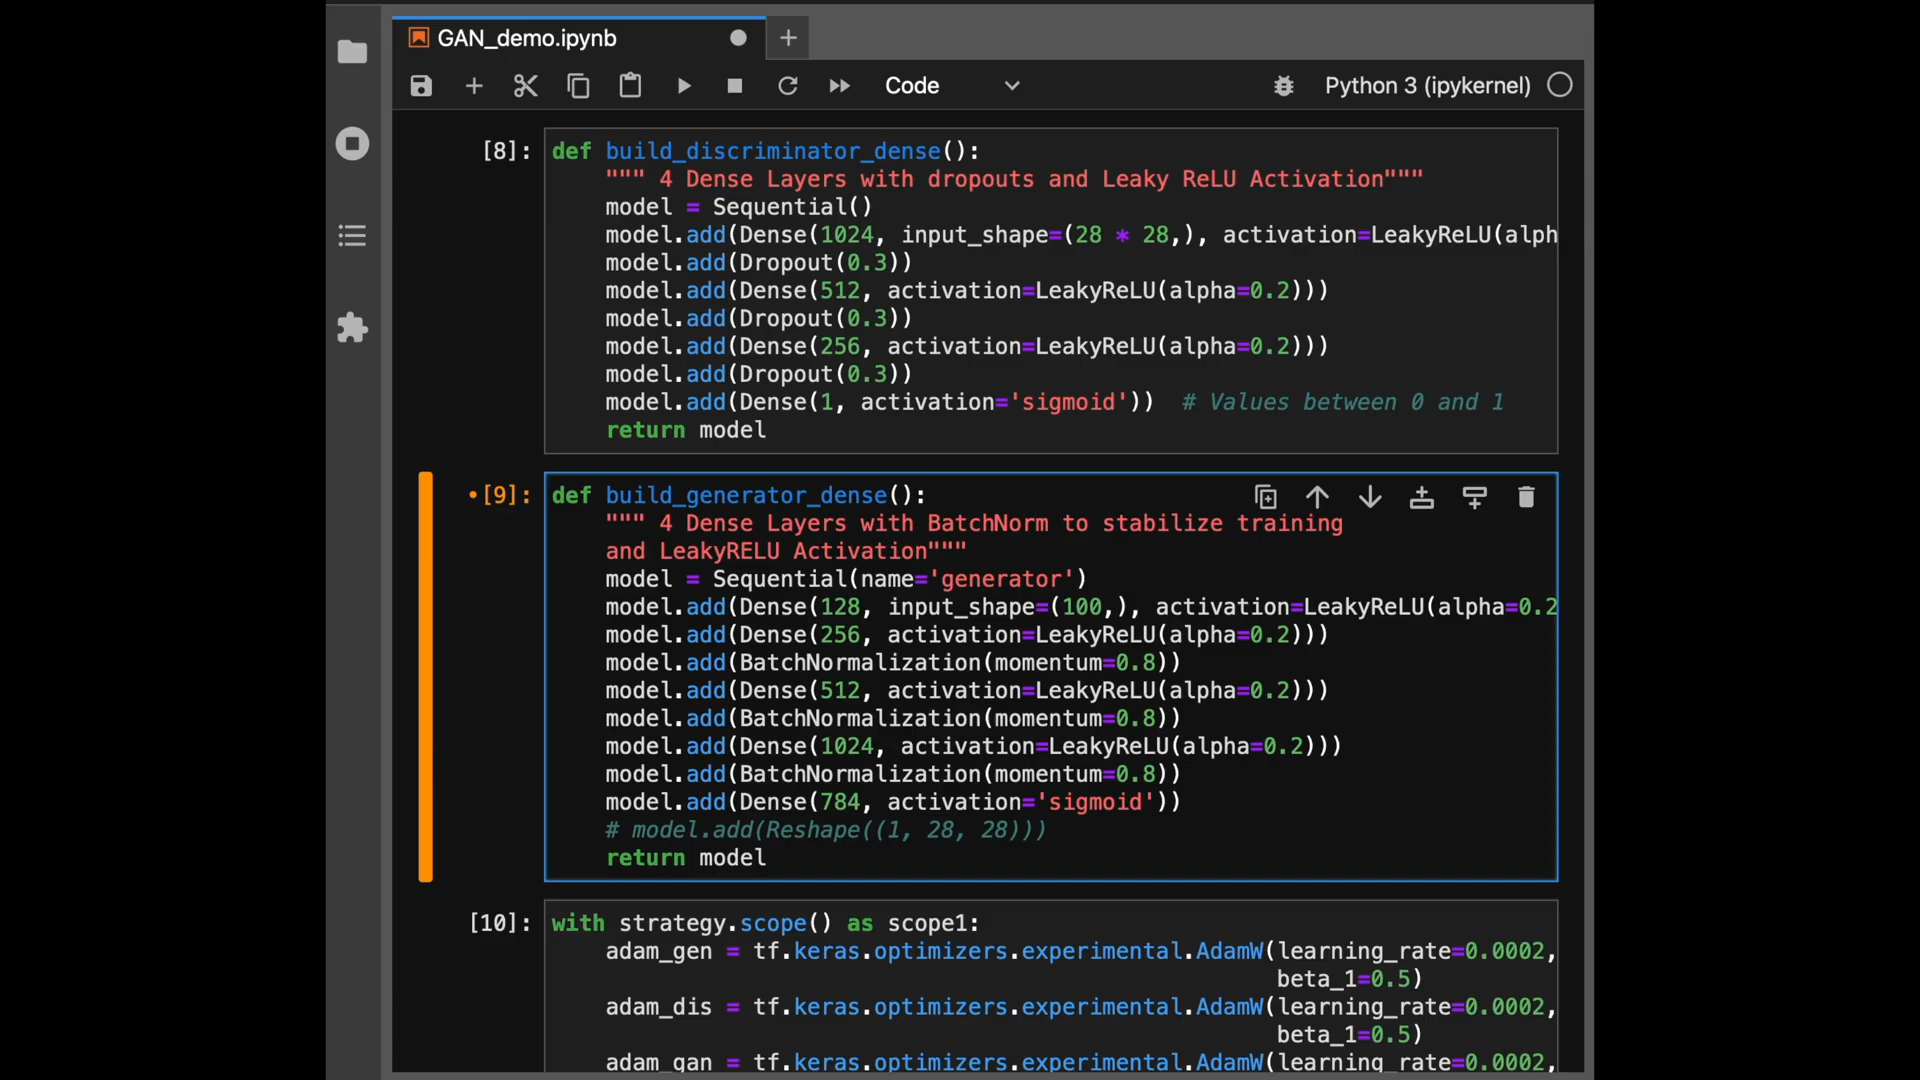 GAN_demo.ipynb
Code
Python 3 (ipykernel)
[8]:
def build_discriminator_dense():
    """ 4 Dense Layers with dropouts and Leaky ReLU Activation"""
    model = Sequential()
    model.add(Dense(1024, input_shape=(28 * 28,), activation=LeakyReLU(alph
    model.add(Dropout(0.3))
    model.add(Dense(512, activation=LeakyReLU(alpha=0.2)))
    model.add(Dropout(0.3))
    model.add(Dense(256, activation=LeakyReLU(alpha=0.2)))
    model.add(Dropout(0.3))
    model.add(Dense(1, activation='sigmoid'))  # Values between 0 and 1
    return model
•[9]:
def build_generator_dense():
    """ 4 Dense Layers with BatchNorm to stabilize training
    and LeakyRELU Activation"""
    model = Sequential(name='generator')
    model.add(Dense(128, input_shape=(100,), activation=LeakyReLU(alpha=0.2
    model.add(Dense(256, activation=LeakyReLU(alpha=0.2)))
    model.add(BatchNormalization(momentum=0.8))
    model.add(Dense(512, activation=LeakyReLU(alpha=0.2)))
    model.add(BatchNormalization(momentum=0.8))
    model.add(Dense(1024, activation=LeakyReLU(alpha=0.2)))
    model.add(BatchNormalization(momentum=0.8))
    model.add(Dense(784, activation='sigmoid'))
    # model.add(Reshape((1, 28, 28)))
    return model
[10]:
with strategy.scope() as scope1:
    adam_gen = tf.keras.optimizers.experimental.AdamW(learning_rate=0.0002,
                                                      beta_1=0.5)
    adam_dis = tf.keras.optimizers.experimental.AdamW(learning_rate=0.0002,
                                                      beta_1=0.5)
    adam_gan = tf.keras.optimizers.experimental.AdamW(learning_rate=0.0002,